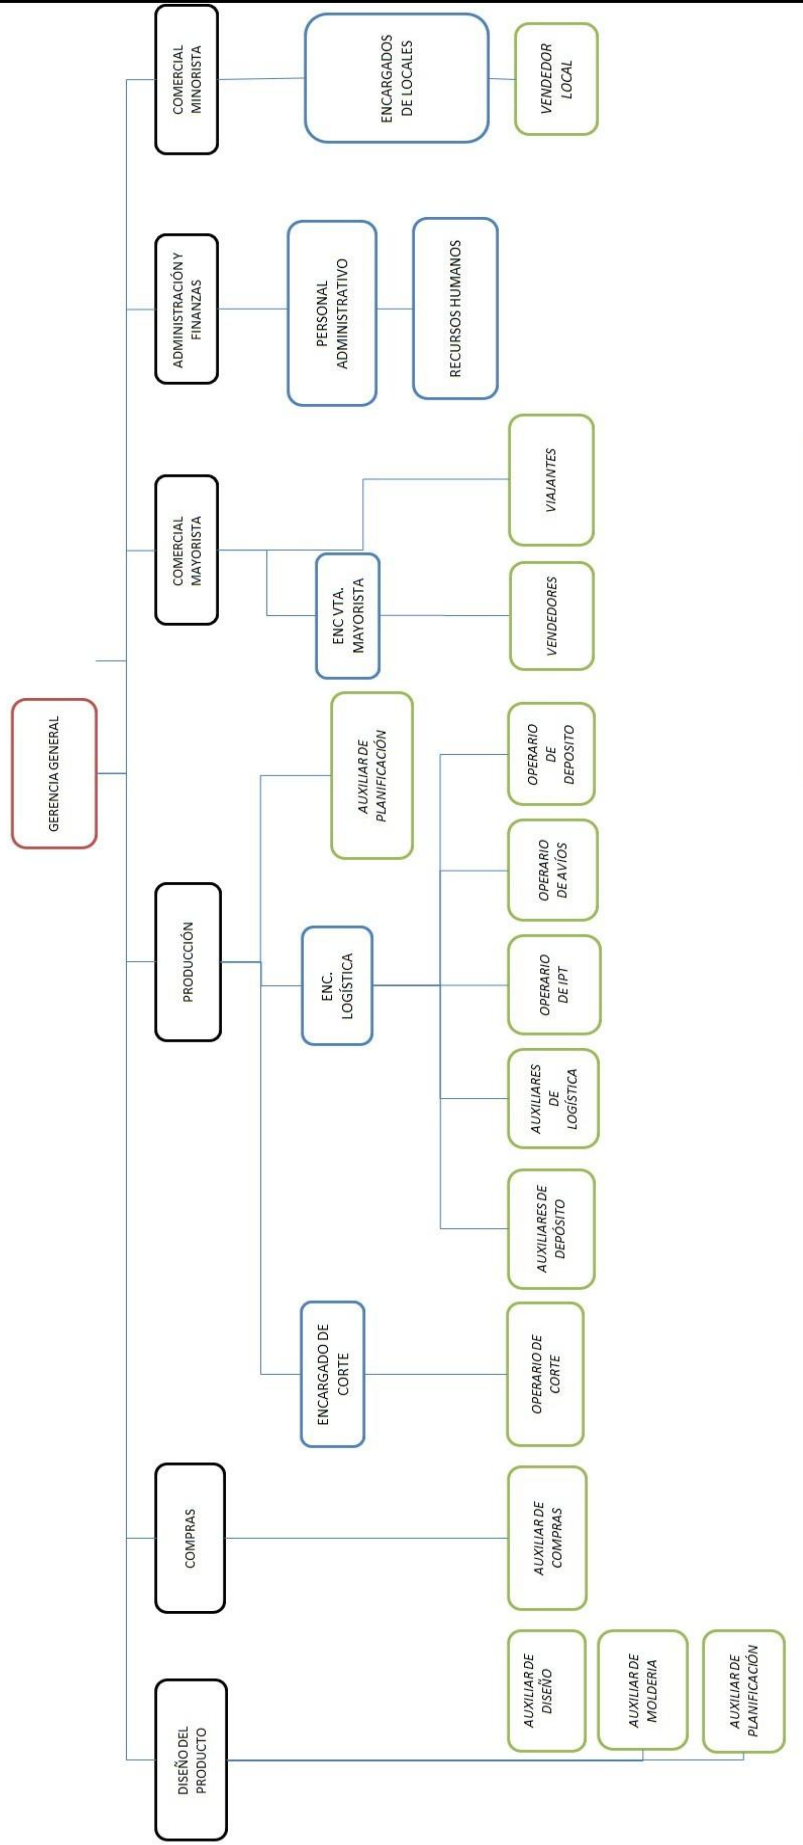 GERENCIA GENERAL
DISEÑO DEL
PRODUCTO
COMPRAS
PRODUCCIÓN
COMERCIAL
MAYORISTA
ADMINISTRACIÓN Y
FINANZAS
COMERCIAL
MINORISTA
ENCARGADO DE
CORTE
ENC.
LOGÍSTICA
AUXILIAR DE
PLANIFICACIÓN
ENC VTA.
MAYORISTA
PERSONAL
ADMINISTRATIVO
RECURSOS HUMANOS
ENCARGADOS
DE LOCALES
AUXILIAR DE
DISEÑO
AUXILIAR DE
MOLDERIA
AUXILIAR DE
PLANIFICACIÓN
AUXILIAR DE
COMPRAS
OPERARIO DE
CORTE
AUXILIARES DE
DEPÓSITO
AUXILIARES
DE
LOGÍSTICA
OPERARIO
DE IPT
OPERARIO
DE AVÍOS
OPERARIO
DE
DEPOSITO
VENDEDORES
VIAJANTES
VENDEDOR
LOCAL